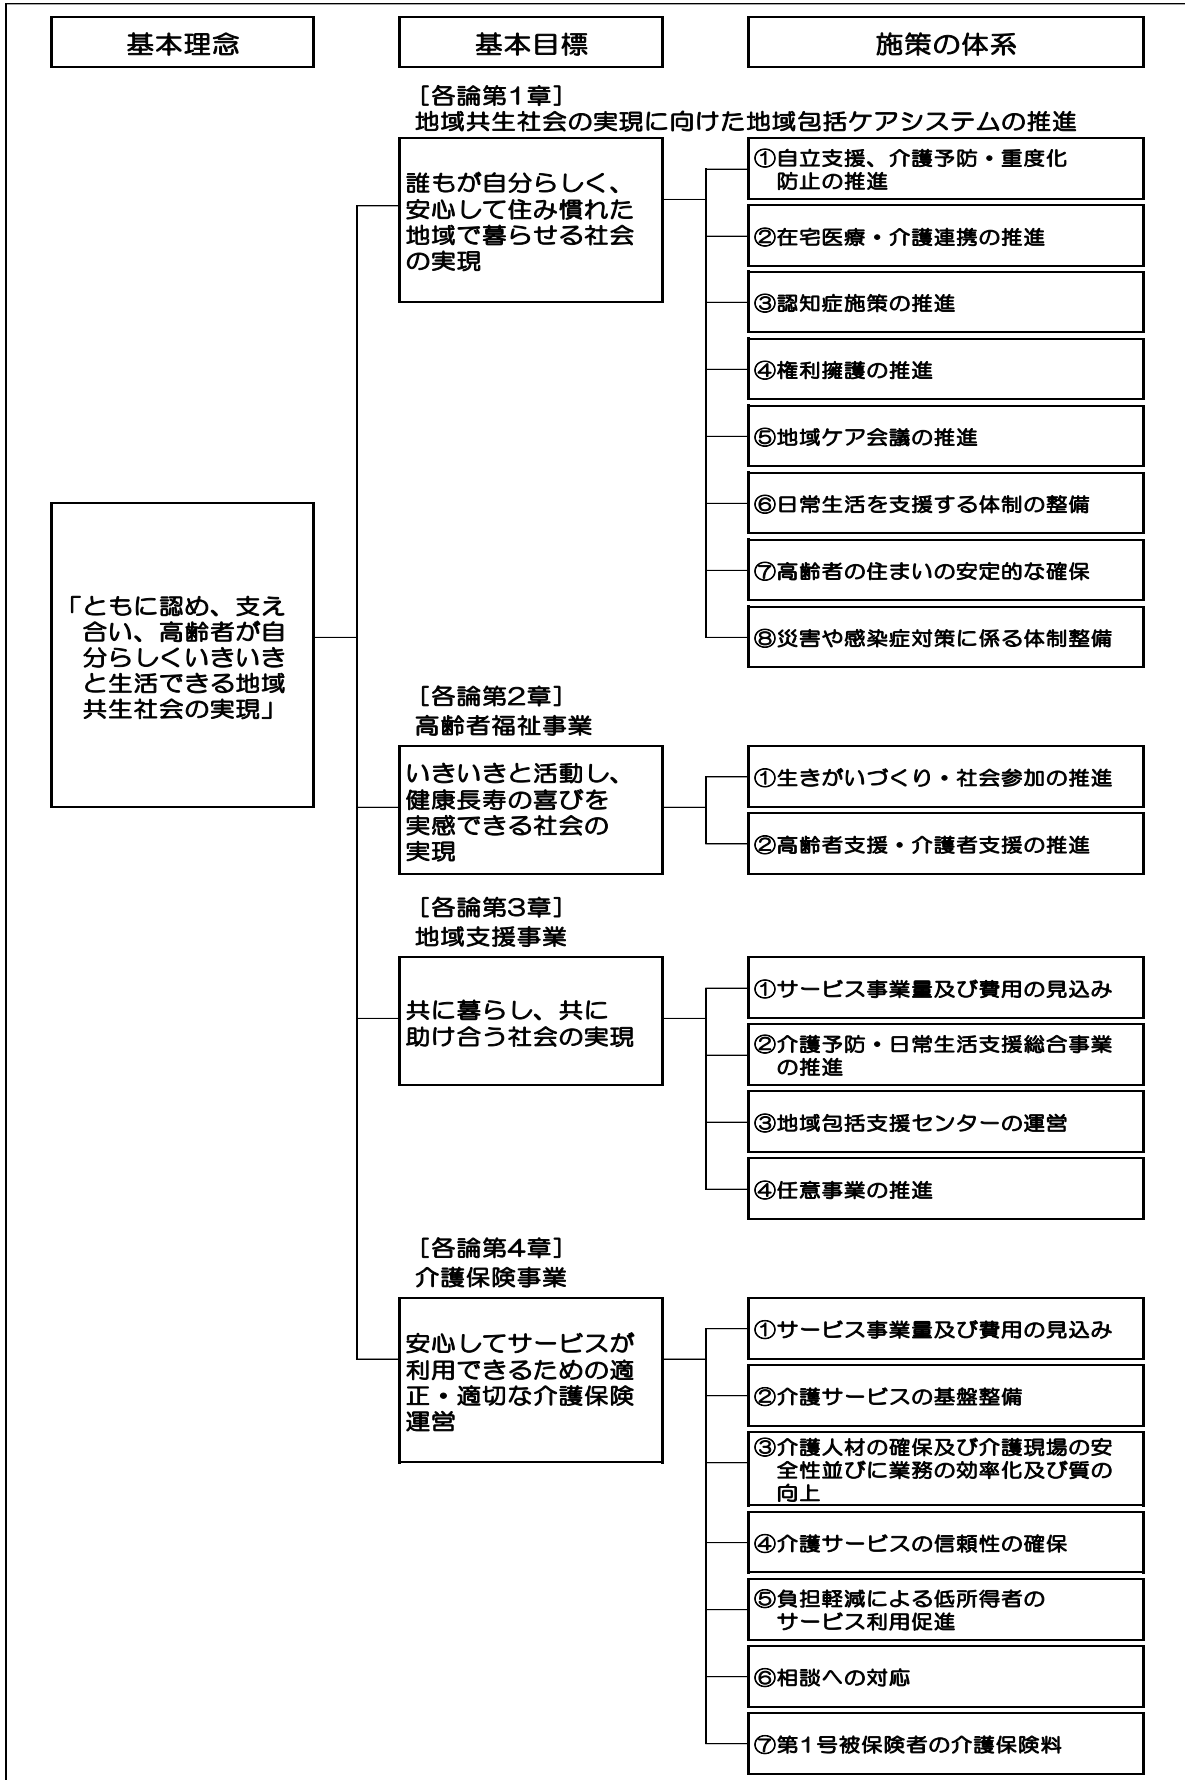 基本理念
基本目標
施策の体系
［各論第1章］
地域共生社会の実現に向けた地域包括ケアシステムの推進
誰もが自分らしく、
安心して住み慣れた
地域で暮らせる社会
の実現
①自立支援、介護予防・重度化
防止の推進
②在宅医療・介護連携の推進
③認知症施策の推進
④権利擁護の推進
⑤地域ケア会議の推進
⑥日常生活を支援する体制の整備
⑦高齢者の住まいの安定的な確保
⑧災害や感染症対策に係る体制整備
「ともに認め、支え
合い、高齢者が自
分らしくいきいき
と生活できる地域
共生社会の実現」
［各論第2章］
高齢者福祉事業
いきいきと活動し、
健康長寿の喜びを
実感できる社会の
実現
①生きがいづくり・社会参加の推進
②高齢者支援・介護者支援の推進
［各論第3章］
地域支援事業
共に暮らし、共に
助け合う社会の実現
①サービス事業量及び費用の見込み
②介護予防・日常生活支援総合事業
の推進
③地域包括支援センターの運営
④任意事業の推進
［各論第4章］
介護保険事業
安心してサービスが
利用できるための適
正・適切な介護保険
運営
①サービス事業量及び費用の見込み
②介護サービスの基盤整備
③介護人材の確保及び介護現場の安
全性並びに業務の効率化及び質の
向上
④介護サービスの信頼性の確保
⑤負担軽減による低所得者の
サービス利用促進
⑥相談への対応
⑦第1号被保険者の介護保険料